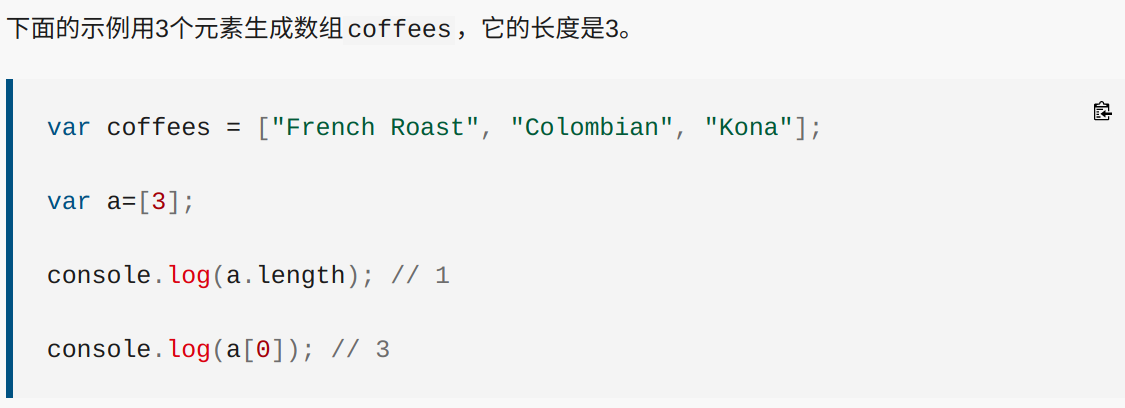 下面的示例用3个元素生成数组coffees，它的长度是3。
var coffees = ["French Roast", "Colombian", "Kona"];
var a=[3];
console.log(a.length); // 1
console.log(a[0]); // 3